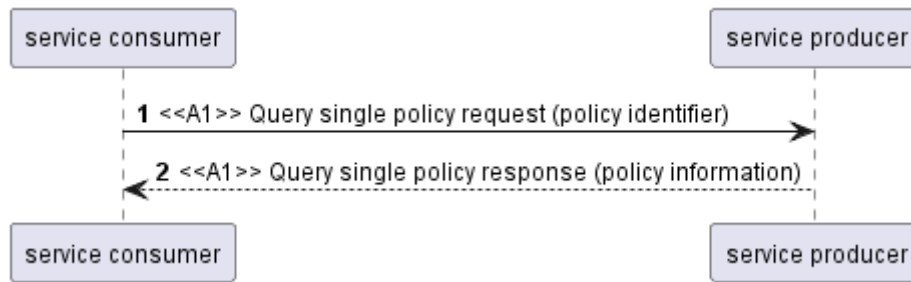 service consumer
service producer
1 <<A1>> Query single policy request (policy identifier)
2 <<A1>> Query single policy response (policy information)
service consumer
service producer